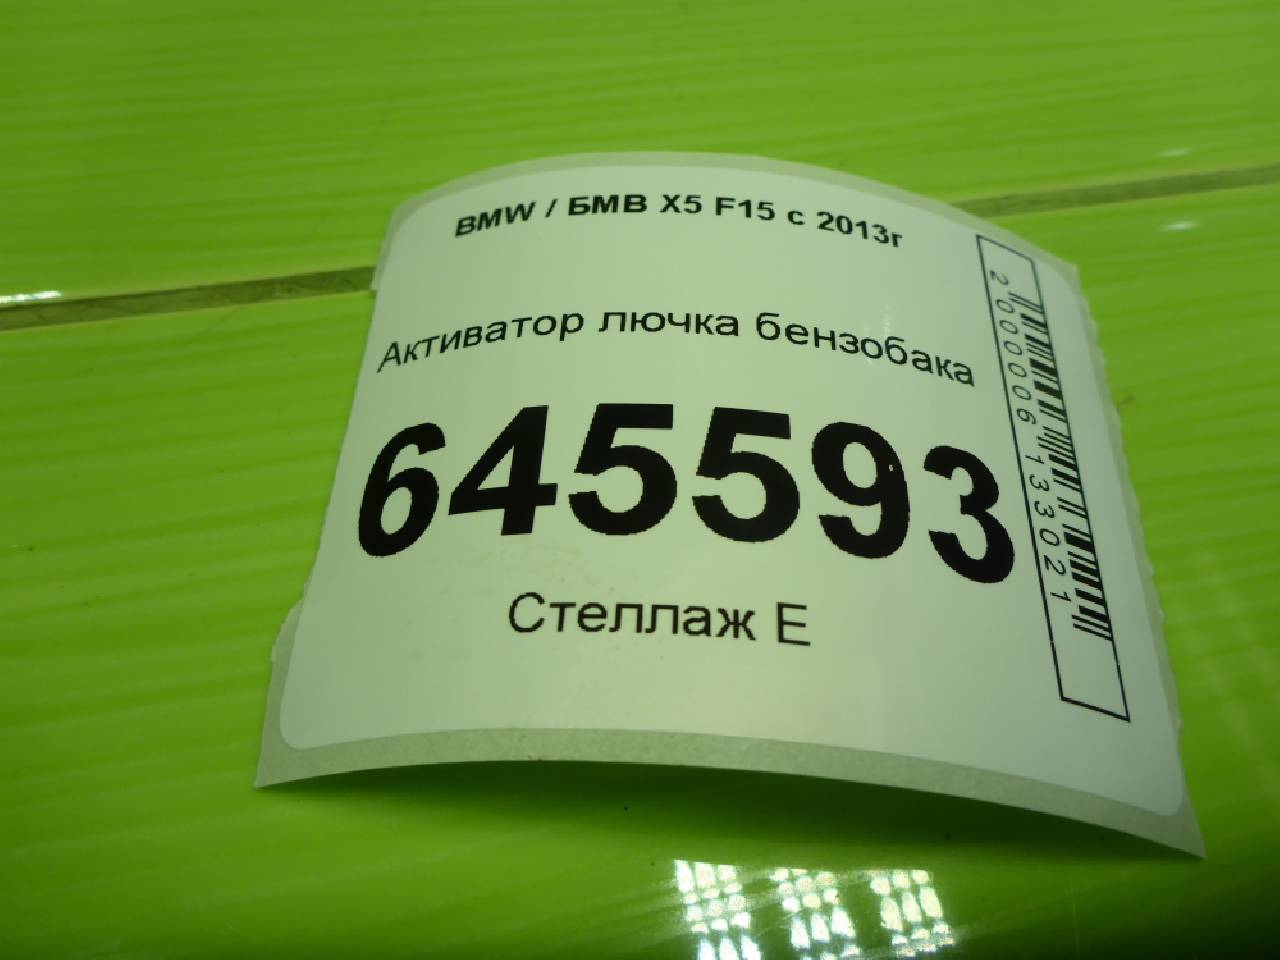 BMW / БМВ X5 F15 с 2013г
Активатор лючка бензобака
645593
Стеллаж Е
2000006133021